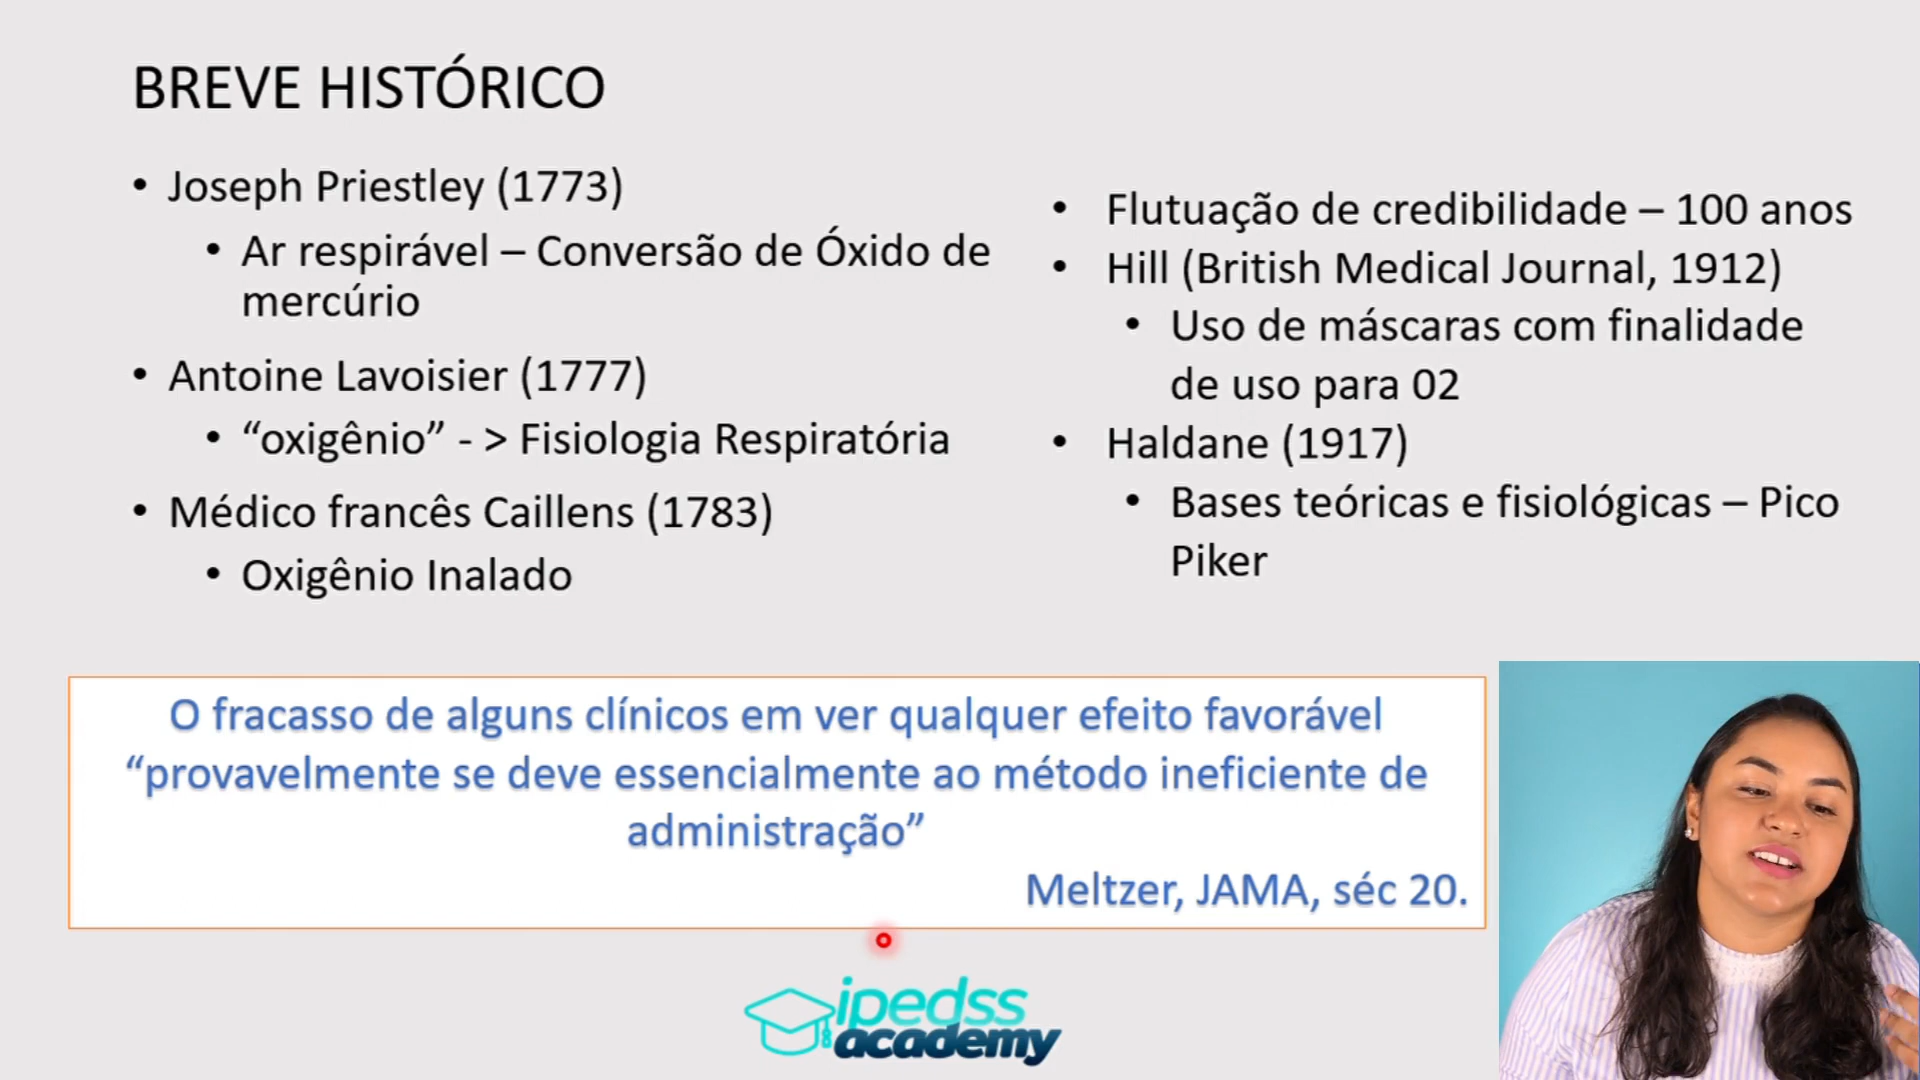 BREVE HISTÓRICO
• Joseph Priestley (1773)
• Ar respirável – Conversão de Óxido de
mercúrio
• Antoine Lavoisier (1777)
• “oxigênio” - > Fisiologia Respiratória
• Médico francês Caillens (1783)
• Oxigênio Inalado
• Flutuação de credibilidade – 100 anos
• Hill (British Medical Journal, 1912)
• Uso de máscaras com finalidade
de uso para 02
• Haldane (1917)
• Bases teóricas e fisiológicas – Pico
Piker
O fracasso de alguns clínicos em ver qualquer efeito favorável
“provavelmente se deve essencialmente ao método ineficiente de
administração”
Meltzer, JAMA, séc 20.
ipedss
academy